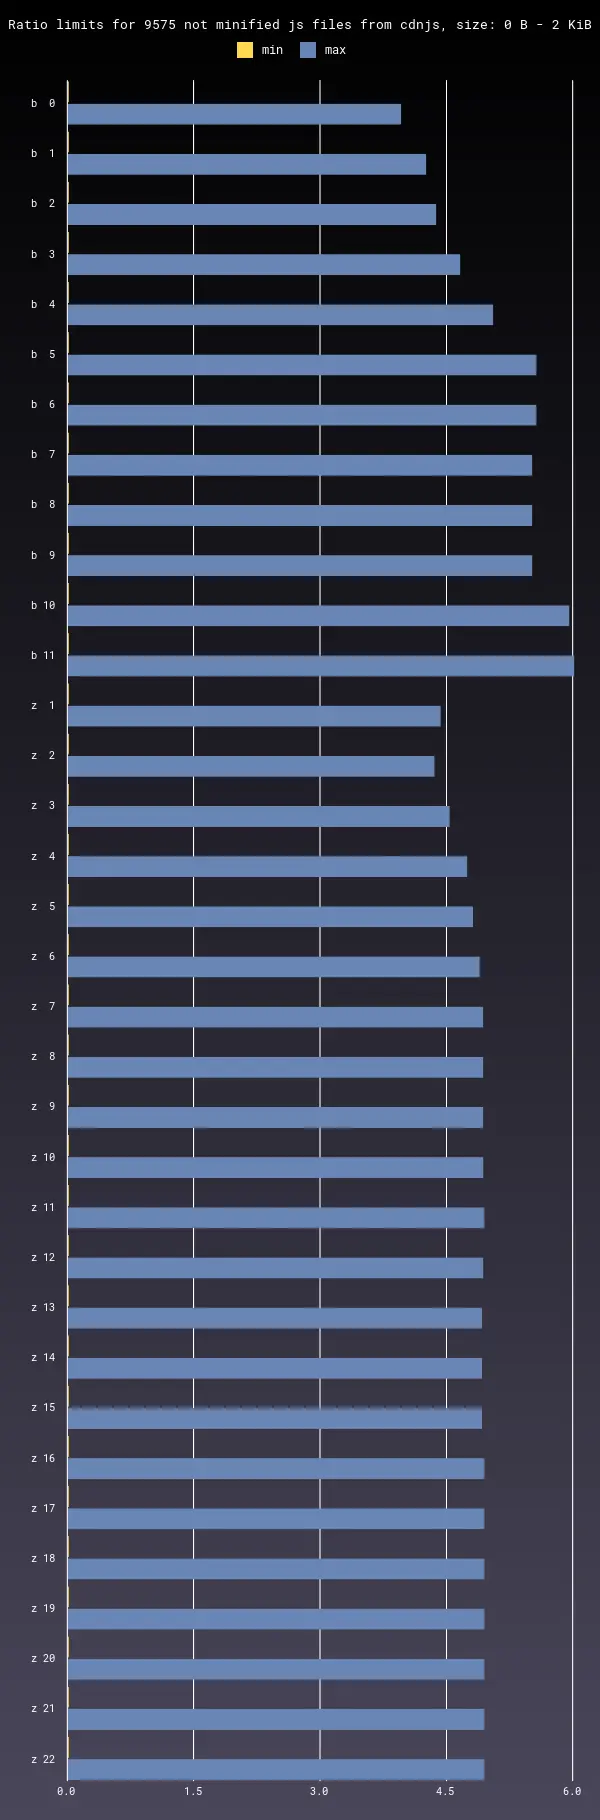 Ratio limits for 9575 not minified js files from cdnjs, size: 0 B - 2 KiB
min max
b 0
b 1
b 2
b 3
b 4
b 5
b 6
b 7
b 8
b 9
b 10
b 11
z 1
z 2
z 3
z 4
z 5
z 6
z 7
z 8
z 9
z 10
z 11
z 12
z 13
z 14
z 15
z 16
z 17
z 18
z 19
z 20
z 21
z 22
0.0 1.5 3.0 4.5 6.0